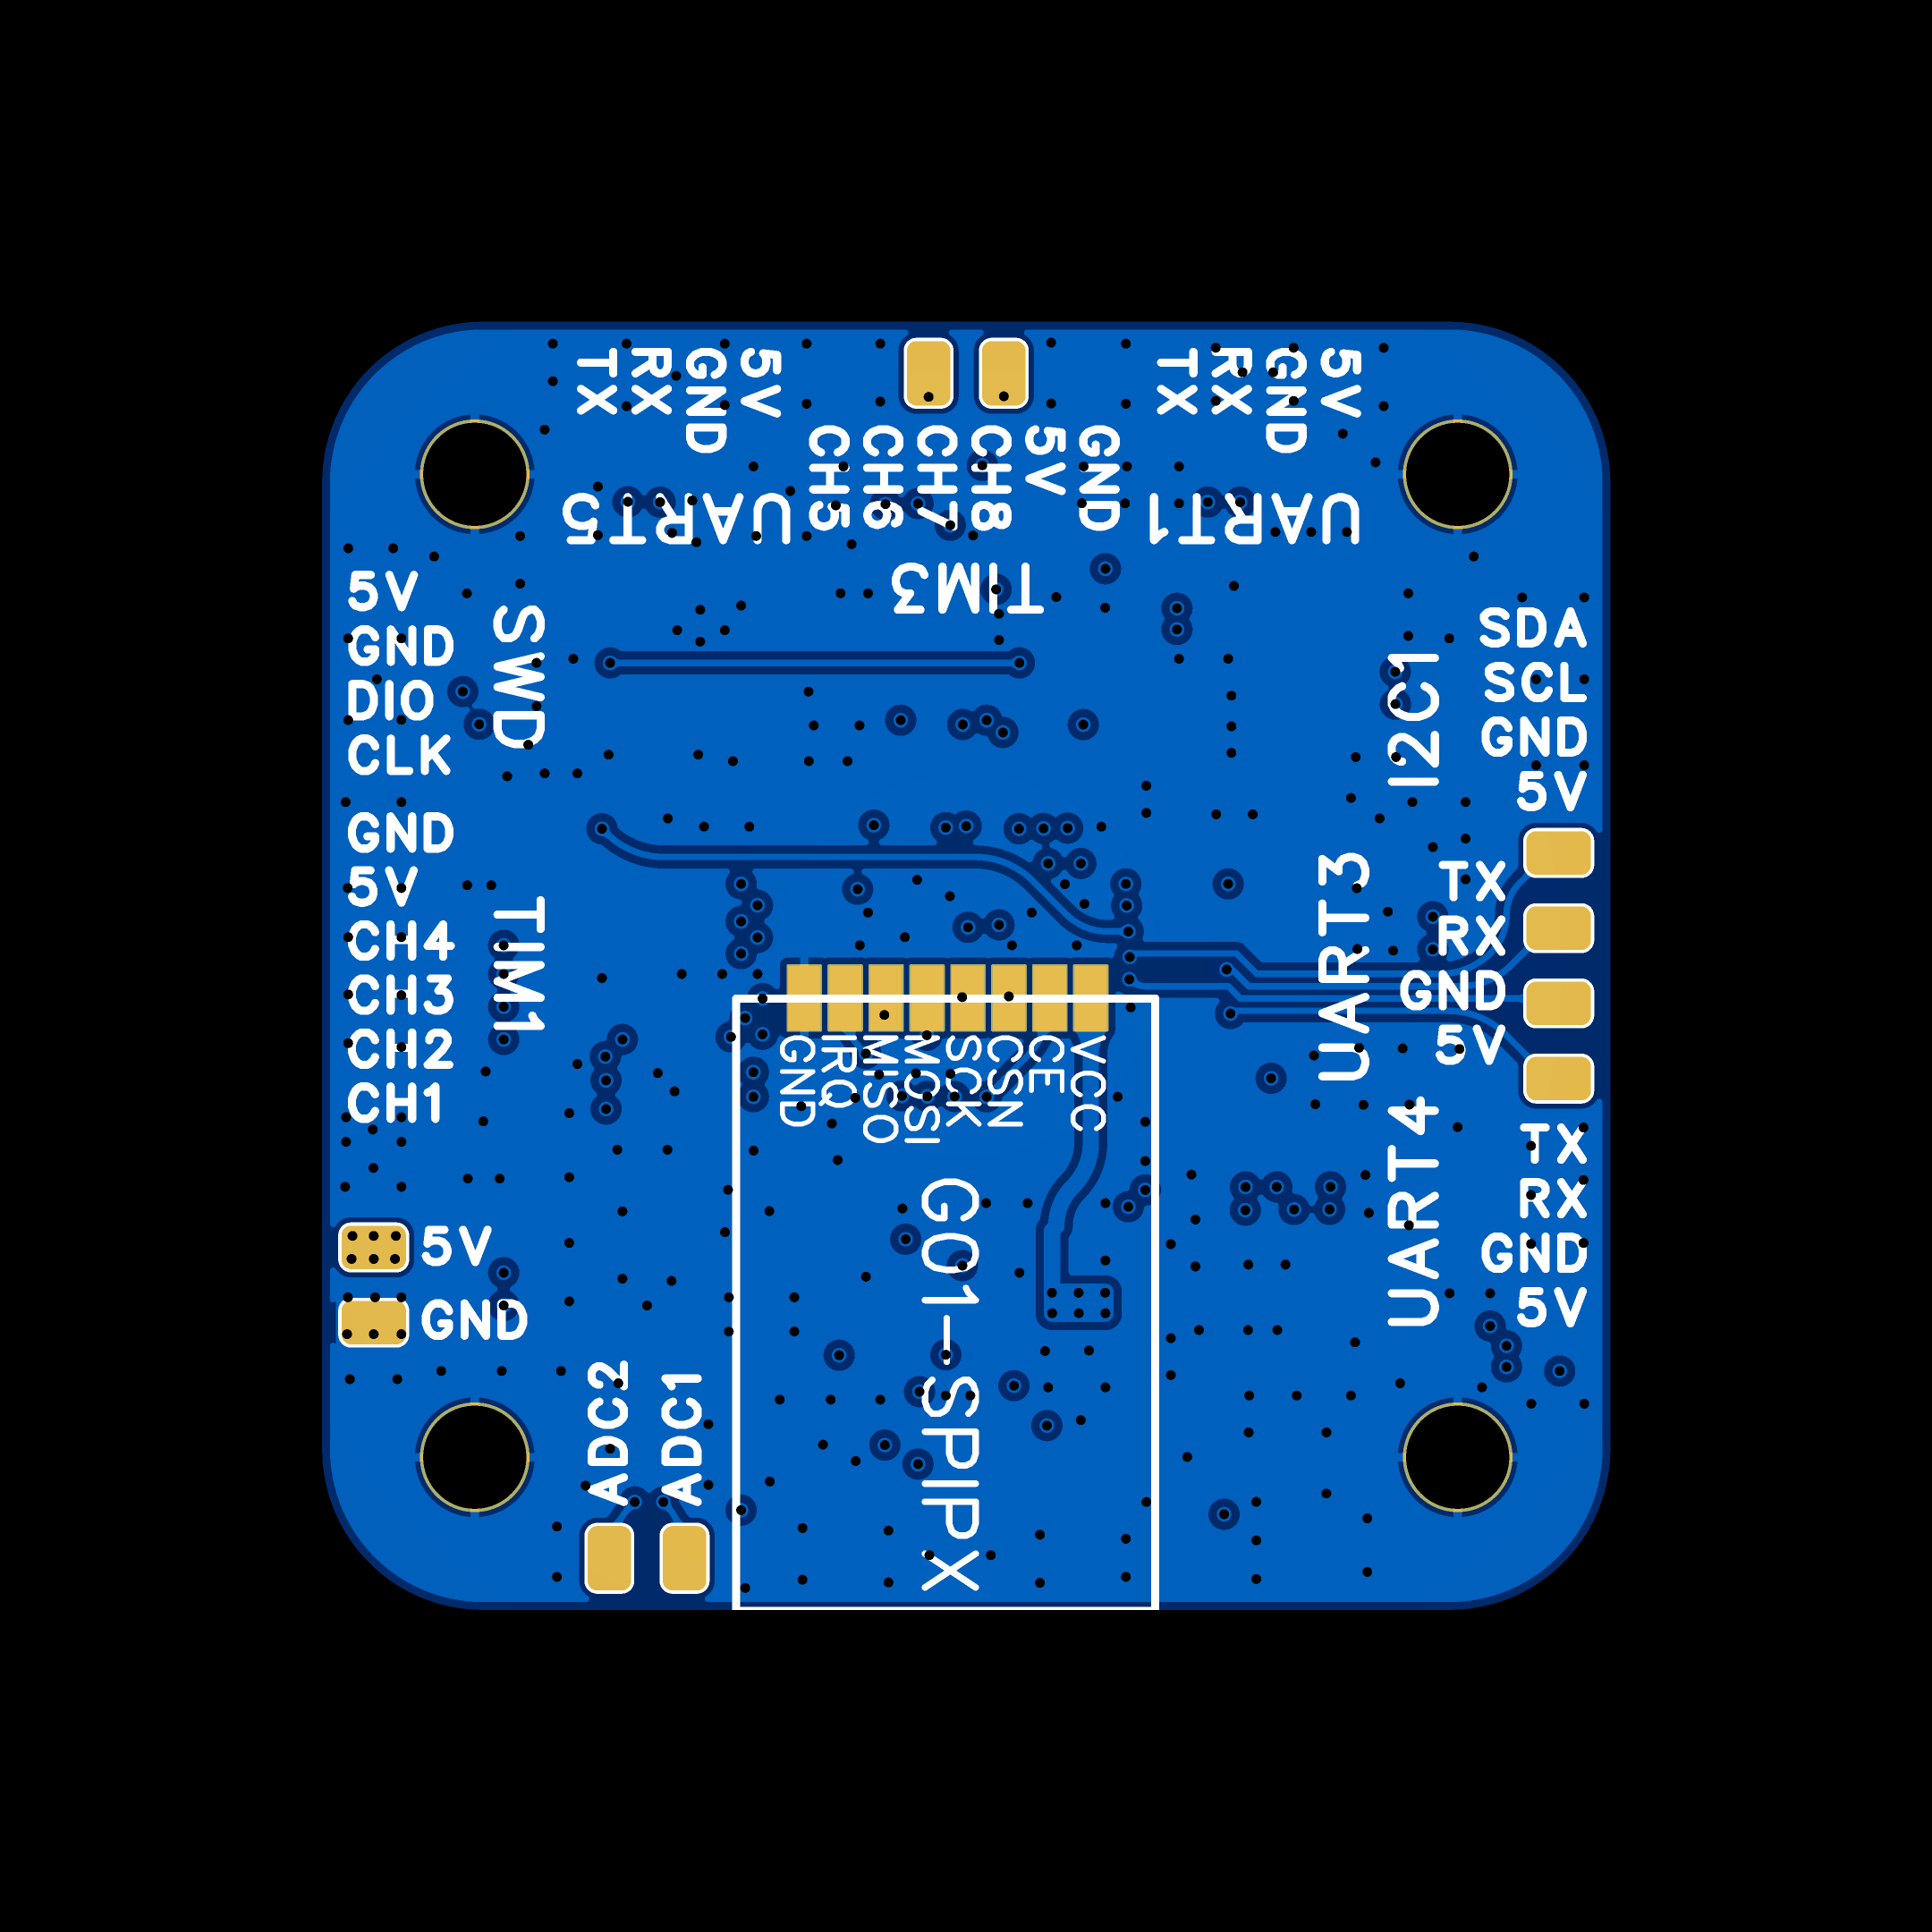 TX
RX
GND
5V
UART5
CH5
CH6
CH7
CH8
5V
GND
TIM3
TX
RX
GND
5V
UART1
5V
GND
DIO
CLK
SWD
GND
5V
CH4
CH3
CH2
CH1
TIM1
SDA
SCL
GND
5V
I2C1
TX
RX
GND
5V
UART3
TX
RX
GND
5V
UART4
GND
IRQ
MISO
MOSI
SCK
CSN
CE
VCC
G01-SPIPX
5V
GND
ADC2
ADC1